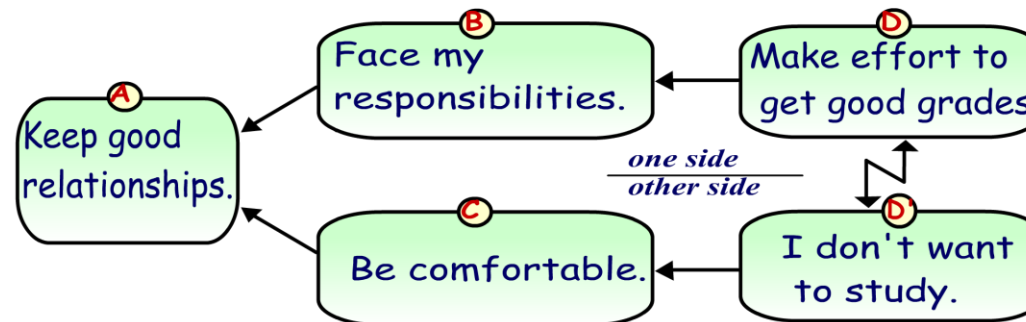 A
Keep good
relationships.
B
Face my
responsibilities.
D
Make effort to
get good grades
one side
other side
C
Be comfortable.
D'
I don't want
to study.